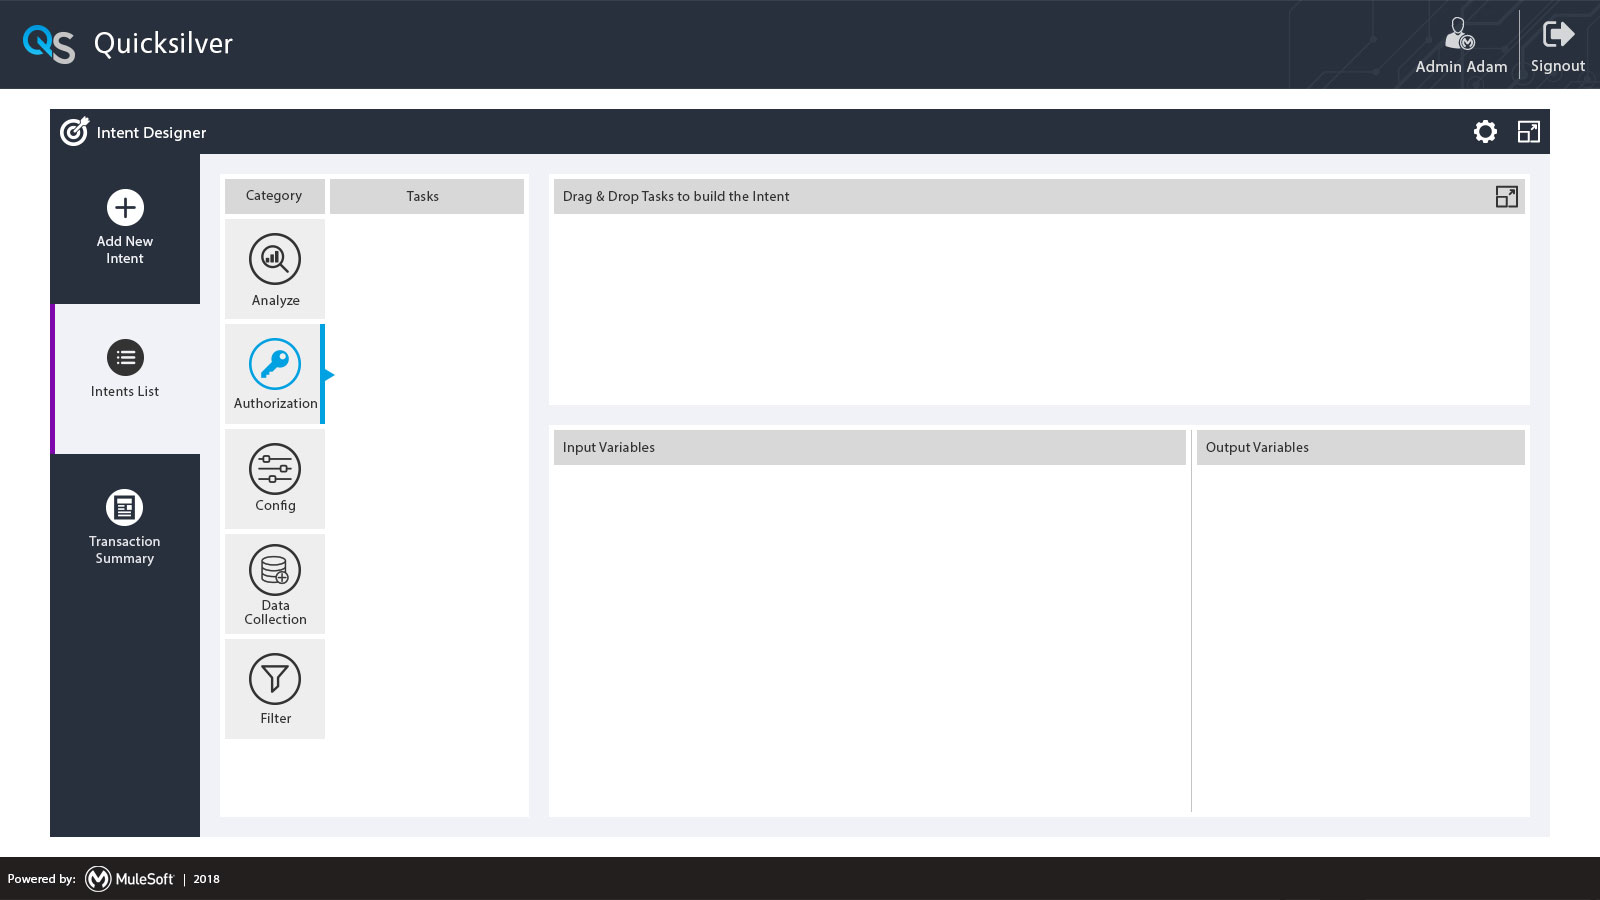 QS Quicksilver
Admin Adam
Signout
Intent Designer
Add New
Intent
Intents List
Transaction
Summary
Category
Tasks
Analyze
Authorization
Config
Data
Collection
Filter
Drag & Drop Tasks to build the Intent
Input Variables
Output Variables
Powered by: MuleSoft | 2018